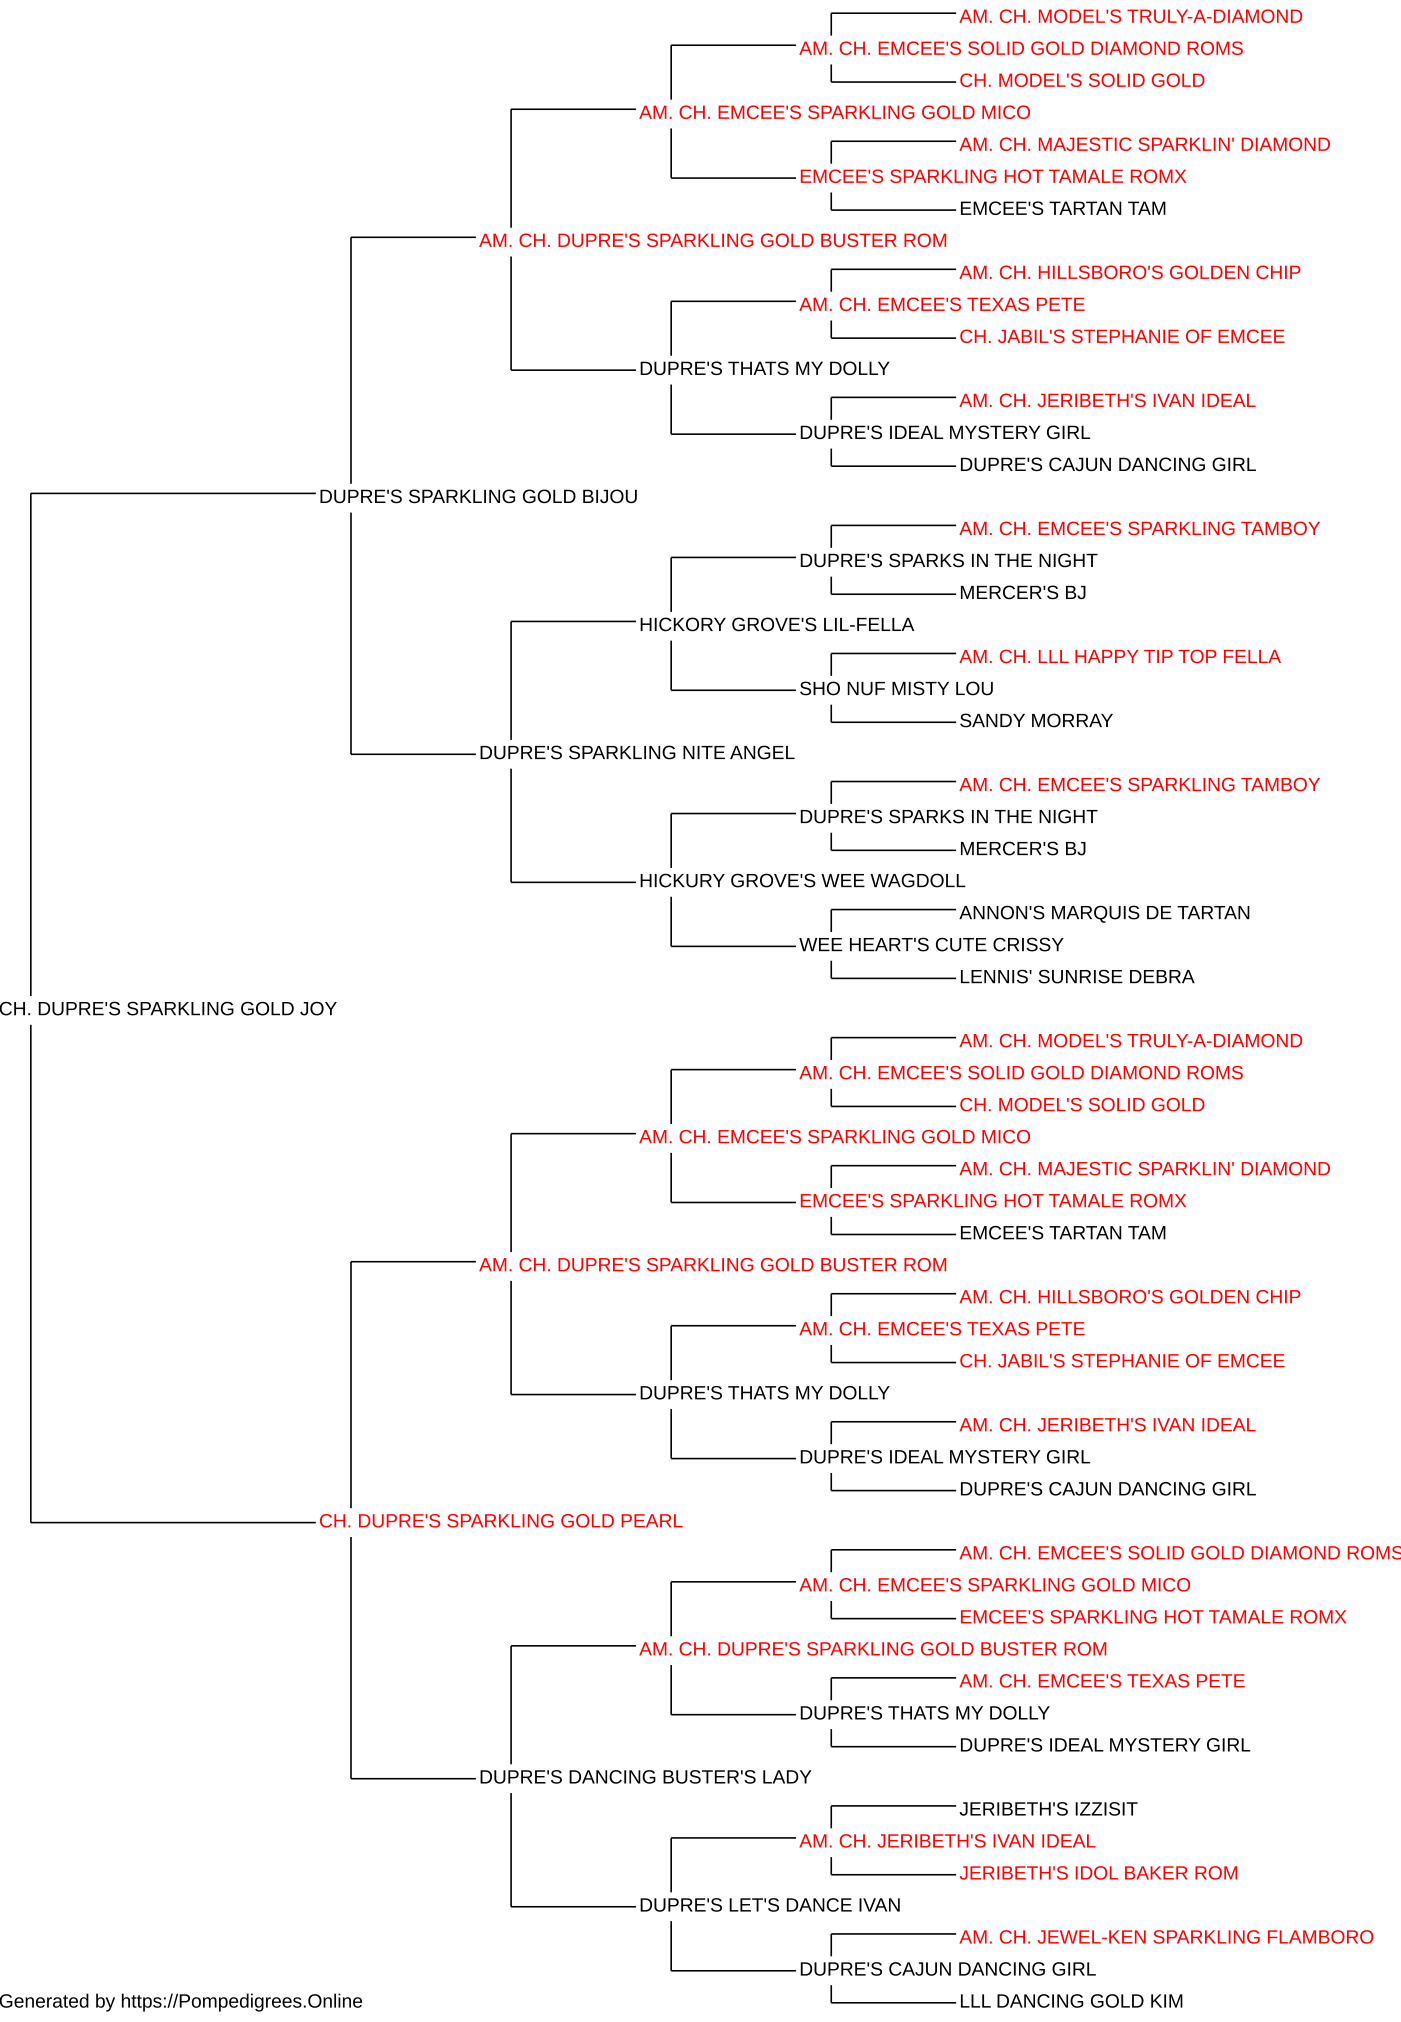 AM. CH. MODEL'S TRULY-A-DIAMOND
AM. CH. EMCEE'S SOLID GOLD DIAMOND ROMS
CH. MODEL'S SOLID GOLD
AM. CH. EMCEE'S SPARKLING GOLD MICO
AM. CH. MAJESTIC SPARKLIN' DIAMOND
EMCEE'S SPARKLING HOT TAMALE ROMX
EMCEE'S TARTAN TAM
AM. CH. DUPRE'S SPARKLING GOLD BUSTER ROM
AM. CH. HILLSBORO'S GOLDEN CHIP
AM. CH. EMCEE'S TEXAS PETE
CH. JABIL'S STEPHANIE OF EMCEE
DUPRE'S THATS MY DOLLY
AM. CH. JERIBETH'S IVAN IDEAL
DUPRE'S IDEAL MYSTERY GIRL
DUPRE'S CAJUN DANCING GIRL
DUPRE'S SPARKLING GOLD BIJOU
AM. CH. EMCEE'S SPARKLING TAMBOY
DUPRE'S SPARKS IN THE NIGHT
MERCER'S BJ
HICKORY GROVE'S LIL-FELLA
AM. CH. LLL HAPPY TIP TOP FELLA
SHO NUF MISTY LOU
SANDY MORRAY
DUPRE'S SPARKLING NITE ANGEL
AM. CH. EMCEE'S SPARKLING TAMBOY
DUPRE'S SPARKS IN THE NIGHT
MERCER'S BJ
HICKURY GROVE'S WEE WAGDOLL
ANNON'S MARQUIS DE TARTAN
WEE HEART'S CUTE CRISSY
LENNIS' SUNRISE DEBRA
CH. DUPRE'S SPARKLING GOLD JOY
AM. CH. MODEL'S TRULY-A-DIAMOND
AM. CH. EMCEE'S SOLID GOLD DIAMOND ROMS
CH. MODEL'S SOLID GOLD
AM. CH. EMCEE'S SPARKLING GOLD MICO
AM. CH. MAJESTIC SPARKLIN' DIAMOND
EMCEE'S SPARKLING HOT TAMALE ROMX
EMCEE'S TARTAN TAM
AM. CH. DUPRE'S SPARKLING GOLD BUSTER ROM
AM. CH. HILLSBORO'S GOLDEN CHIP
AM. CH. EMCEE'S TEXAS PETE
CH. JABIL'S STEPHANIE OF EMCEE
DUPRE'S THATS MY DOLLY
AM. CH. JERIBETH'S IVAN IDEAL
DUPRE'S IDEAL MYSTERY GIRL
DUPRE'S CAJUN DANCING GIRL
CH. DUPRE'S SPARKLING GOLD PEARL
AM. CH. EMCEE'S SOLID GOLD DIAMOND ROMS
AM. CH. EMCEE'S SPARKLING GOLD MICO
EMCEE'S SPARKLING HOT TAMALE ROMX
AM. CH. DUPRE'S SPARKLING GOLD BUSTER ROM
AM. CH. EMCEE'S TEXAS PETE
DUPRE'S THATS MY DOLLY
DUPRE'S IDEAL MYSTERY GIRL
DUPRE'S DANCING BUSTER'S LADY
JERIBETH'S IZZISIT
AM. CH. JERIBETH'S IVAN IDEAL
JERIBETH'S IDOL BAKER ROM
DUPRE'S LET'S DANCE IVAN
AM. CH. JEWEL-KEN SPARKLING FLAMBORO
DUPRE'S CAJUN DANCING GIRL
LLL DANCING GOLD KIM
Generated by https://Pompedigrees.Online